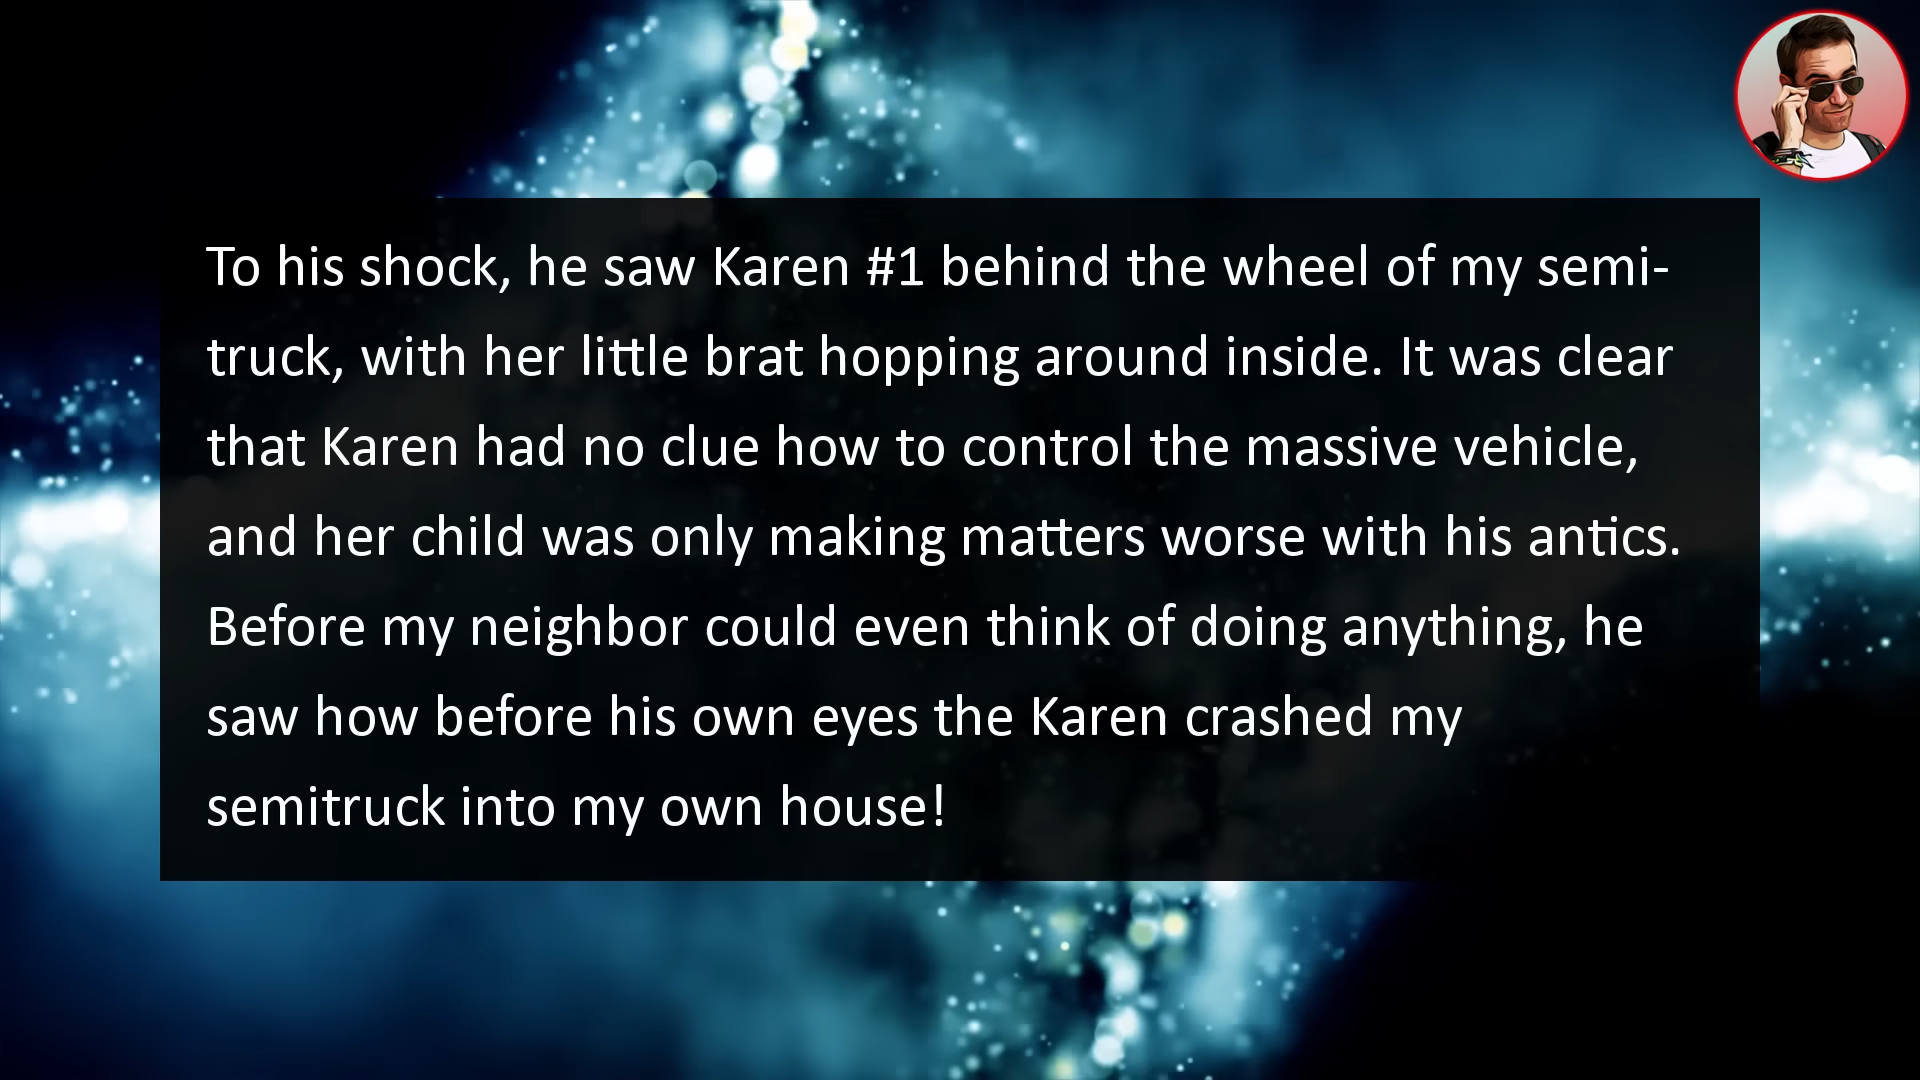 To his shock, he saw Karen #1 behind the wheel of my semi-
truck, with her little brat hopping around inside. It was clear
that Karen had no clue how to control the massive vehicle,
and her child was only making matters worse with his antics.
Before my neighbor could even think of doing anything, he
saw how before his own eyes the Karen crashed my
semitruck into my own house!